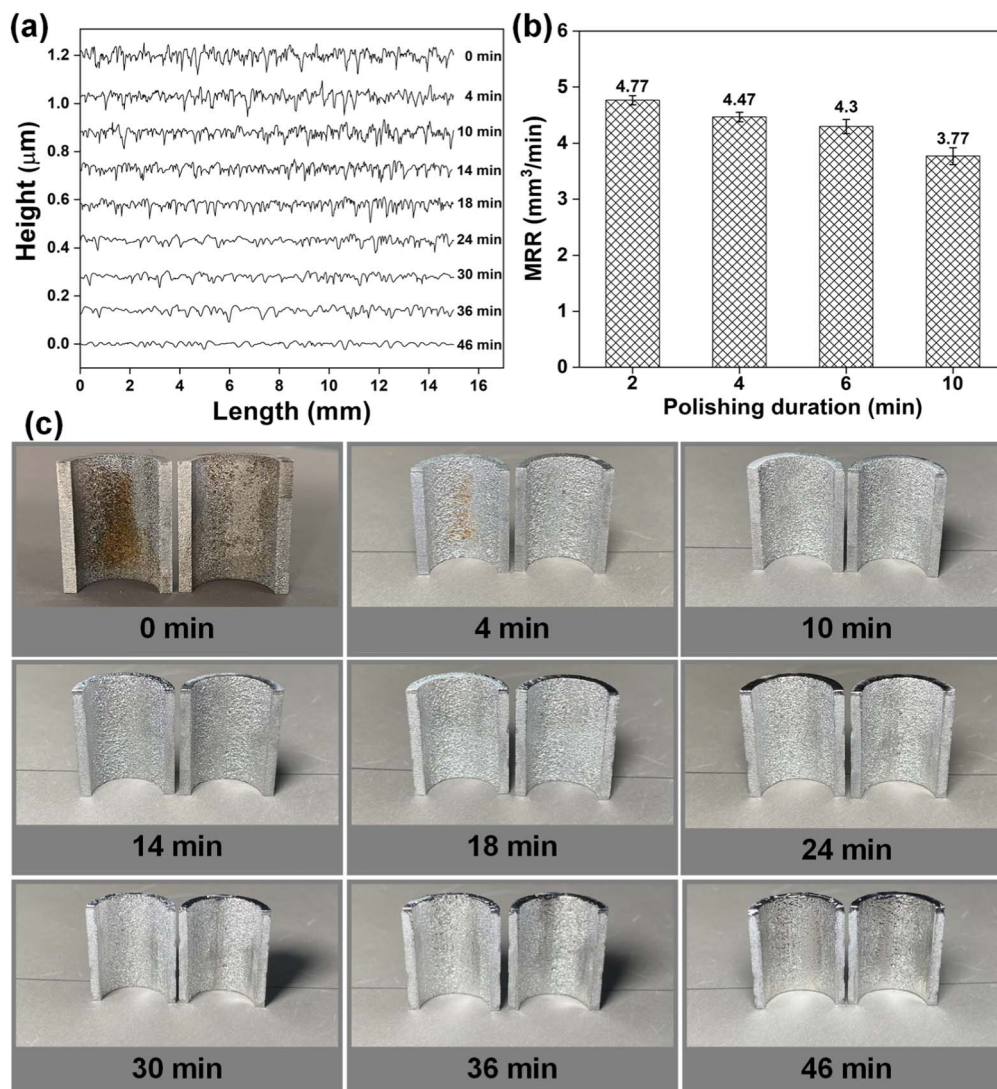 (a)
Height (μm)
1.2
1.0
0.8
0.6
0.4
0.2
0.0
0 min
4 min
10 min
14 min
18 min
24 min
30 min
36 min
46 min
0 2 4 6 8 10 12 14 16
Length (mm)
(b)
MRR (mm³/min)
6
5
4
3
2
1
0
4.77
4.47
4.3
3.77
2 4 6 10
Polishing duration (min)
(c)
0 min
4 min
10 min
14 min
18 min
24 min
30 min
36 min
46 min